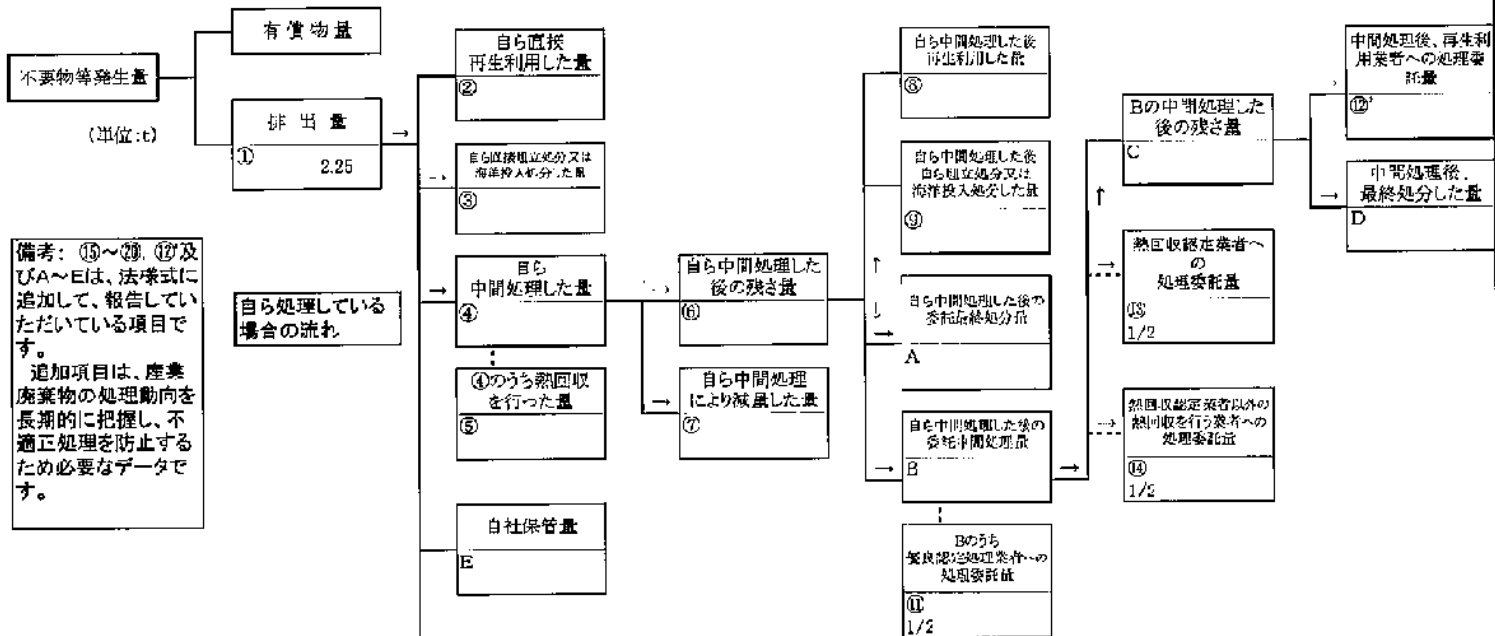 有償物量
不要物等発生量
(単位:t)
排出量
①
2.25
備考: ⑮～⑳, ⑫'及
びA～Eは、法様式に
追加して、報告してい
ただいている項目で
す。
追加項目は、産業
廃棄物の処理動向を
長期的に把握し、不
適正処理を防止する
ため必要なデータで
す。
自ら処理している
場合の流れ
→
自ら直接
再生利用した量
②
→
自ら直接埋立処分又は
海洋投入処分した量
③
→
自ら
中間処理した量
④
④のうち熱回収
を行った量
⑤
自社保管量
E
→
自ら中間処理した
後の残さ量
⑥
→
自ら中間処理
により減量した量
⑦
自ら中間処理した後
再生利用した量
⑧
自ら中間処理した後
自ら埋立処分又は
海洋投入処分した量
⑨
↑
↓
→
自ら中間処理した後の
委託最終処分量
A
→
自ら中間処理した後の
委託中間処理量
B
Bのうち
優良認定処理業者への
処理委託量
⑪
1/2
→
↑
Bの中間処理した
後の残さ量
C
→
熱回収認定業者へ
の
処理委託量
⑬
1/2
→
熱回収認定業者以外の
熱回収を行う業者への
処理委託量
⑭
1/2
→
中間処理後、再生利
用業者への処理委
託量
⑫'
→
中間処理後、
最終処分した量
D